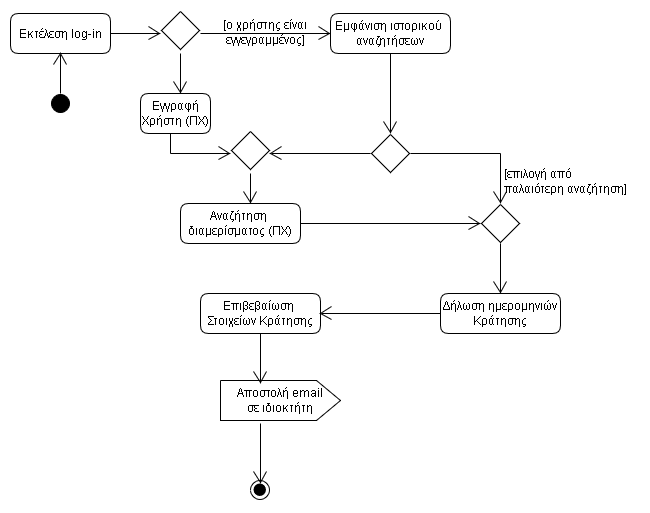 Εκτέλεση log-in
[ο χρήστης είναι
εγγεγραμμένος]
Εμφάνιση ιστορικού
αναζητήσεων
Εγγραφή
Χρήστη (ΠΧ)
[επιλογή από
παλαιότερη αναζήτηση]
Αναζήτηση
διαμερίσματος (ΠΧ)
Επιβεβαίωση
Στοιχείων Κράτησης
Δήλωση ημερομηνιών
Κράτησης
Αποστολή email
σε ιδιοκτήτη